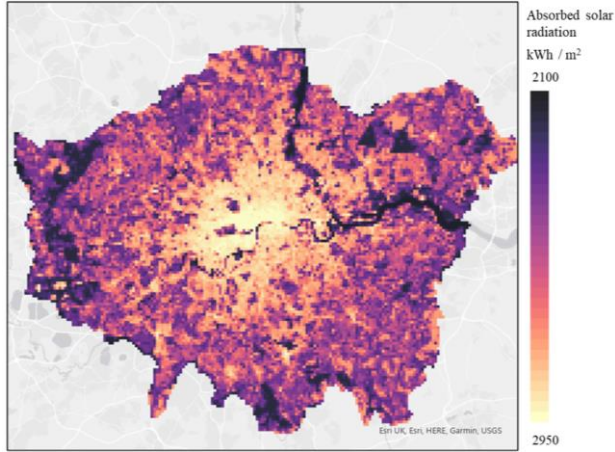 Absorbed solar
radiation
kWh / m²
2100
2950
Esri UK, Esri, HERE, Garmin, USGS